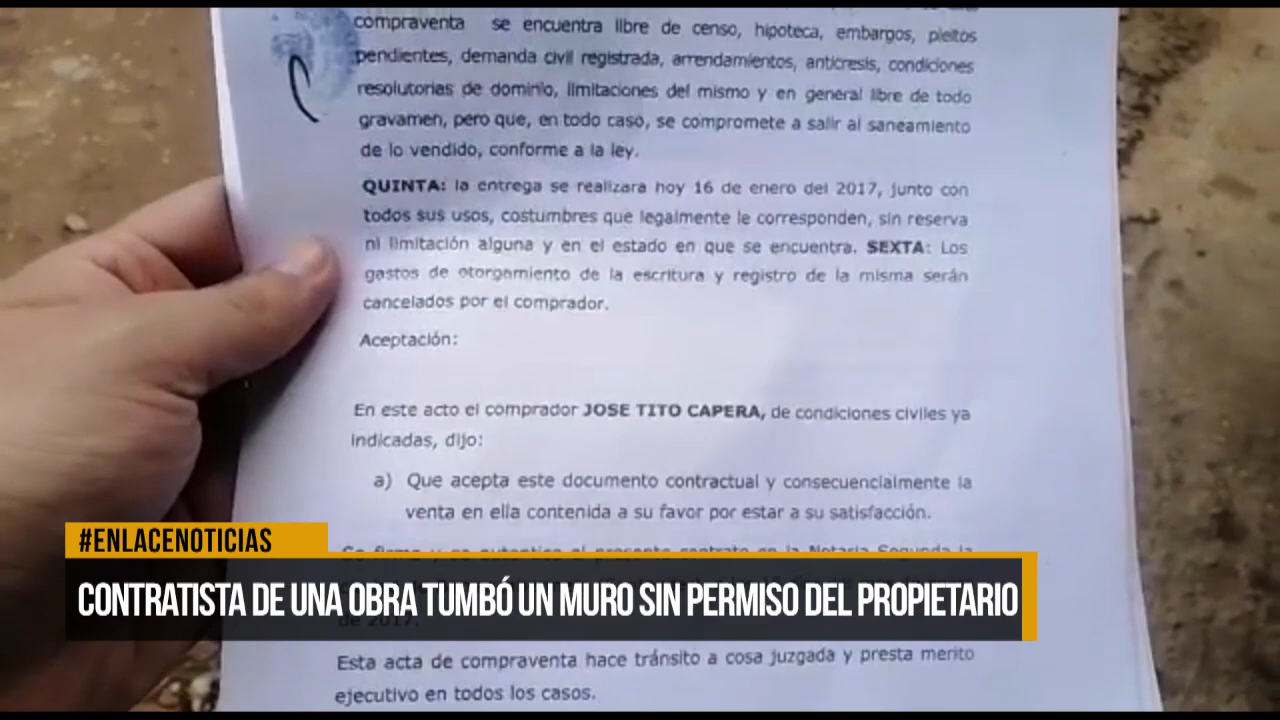 compraventa se encuentra libre de censo, hipoteca, embargos, pleitos
pendientes, demanda civil registrada, arrendamientos, anticresis, condiciones
resolutorias de dominio, limitaciones del mismo y en general libre de todo
gravamen, pero que, en todo caso, se compromete a salir al saneamiento
de lo vendido, conforme a la ley.
QUINTA: la entrega se realizara hoy 16 de enero del 2017, junto con
todos sus usos, costumbres que legalmente le corresponden, sin reserva
ni limitación alguna y en el estado en que se encuentra. SEXTA: Los
gastos de otorgamiento de la escritura y registro de la misma serán
cancelados por el comprador.
Aceptación:
En este acto el comprador JOSE TITO CAPERA, de condiciones civiles ya
indicadas, dijo:
a) Que acepta este documento contractual y consecuencialmente la
venta en ella contenida a su favor por estar a su satisfacción.
#ENLACENOTICIAS
CONTRATISTA DE UNA OBRA TUMBÓ UN MURO SIN PERMISO DEL PROPIETARIO
de 2017.
Esta acta de compraventa hace tránsito a cosa juzgada y presta merito
ejecutivo en todos los casos.